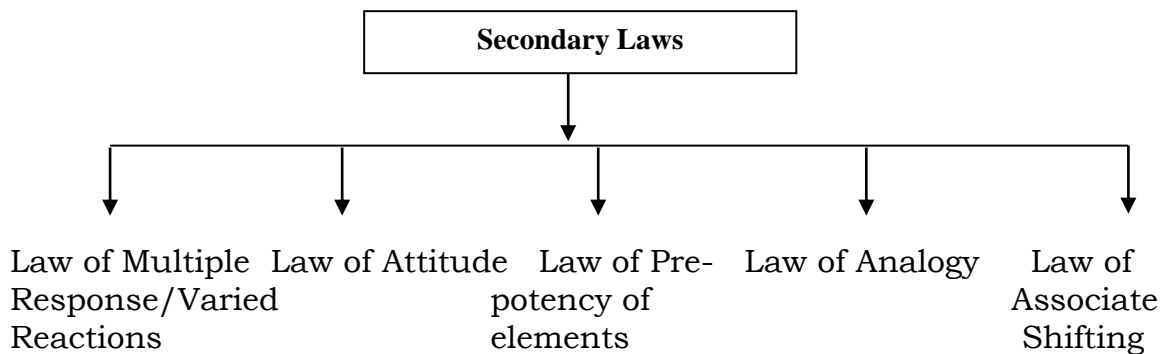 Secondary Laws
Law of Multiple Response/Varied Reactions
Law of Attitude
Law of Pre-potency of elements
Law of Analogy
Law of Associate Shifting